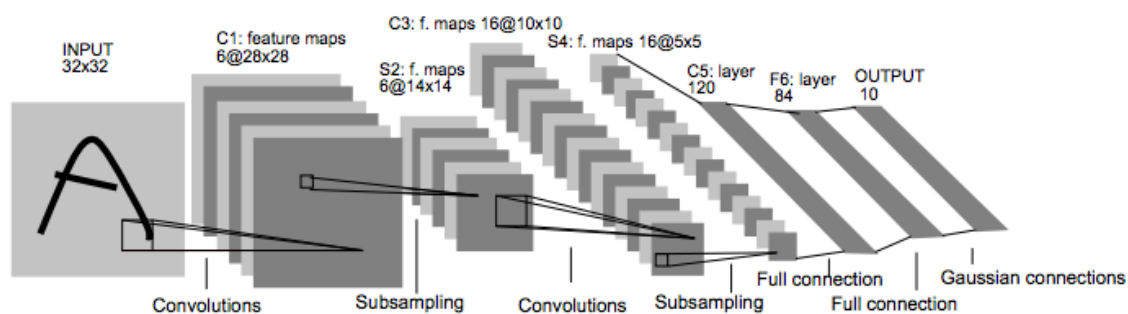 INPUT
32x32
C1: feature maps
6@28x28
S2: f. maps
6@14x14
C3: f. maps 16@10x10
S4: f. maps 16@5x5
C5: layer
120
F6: layer
84
OUTPUT
10
Convolutions
Subsampling
Convolutions
Subsampling
Full connection
Full connection
Gaussian connections